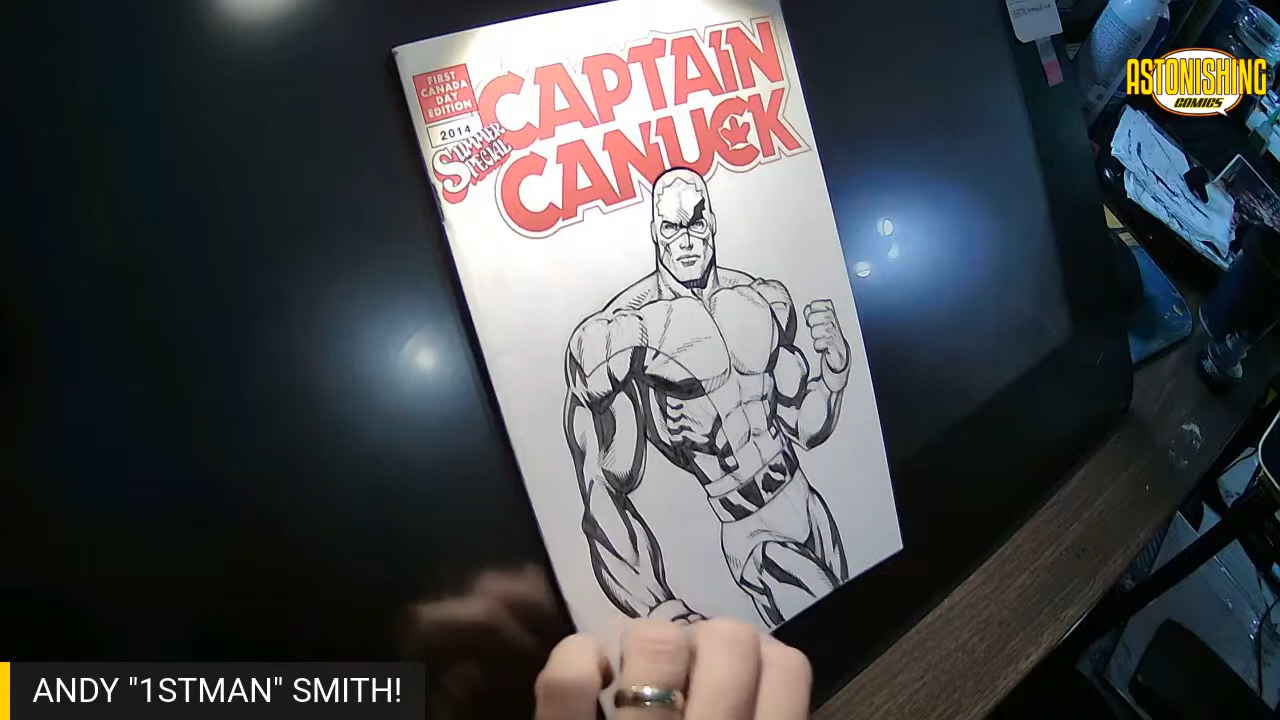 FIRST
CANADA
DAY
EDITION
2014
SUMMER
SPECIAL
CAPTAIN
CANUCK
ASTONISHING
COMICS
ANDY "1STMAN" SMITH!